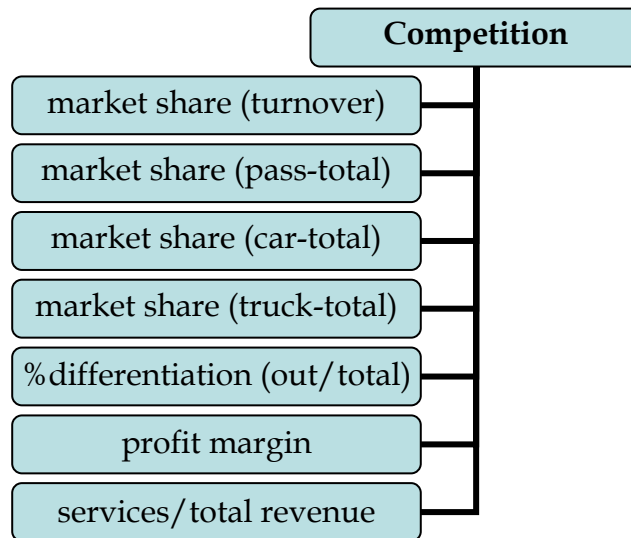 Competition
market share (turnover)
market share (pass-total)
market share (car-total)
market share (truck-total)
%differentiation (out/total)
profit margin
services/total revenue